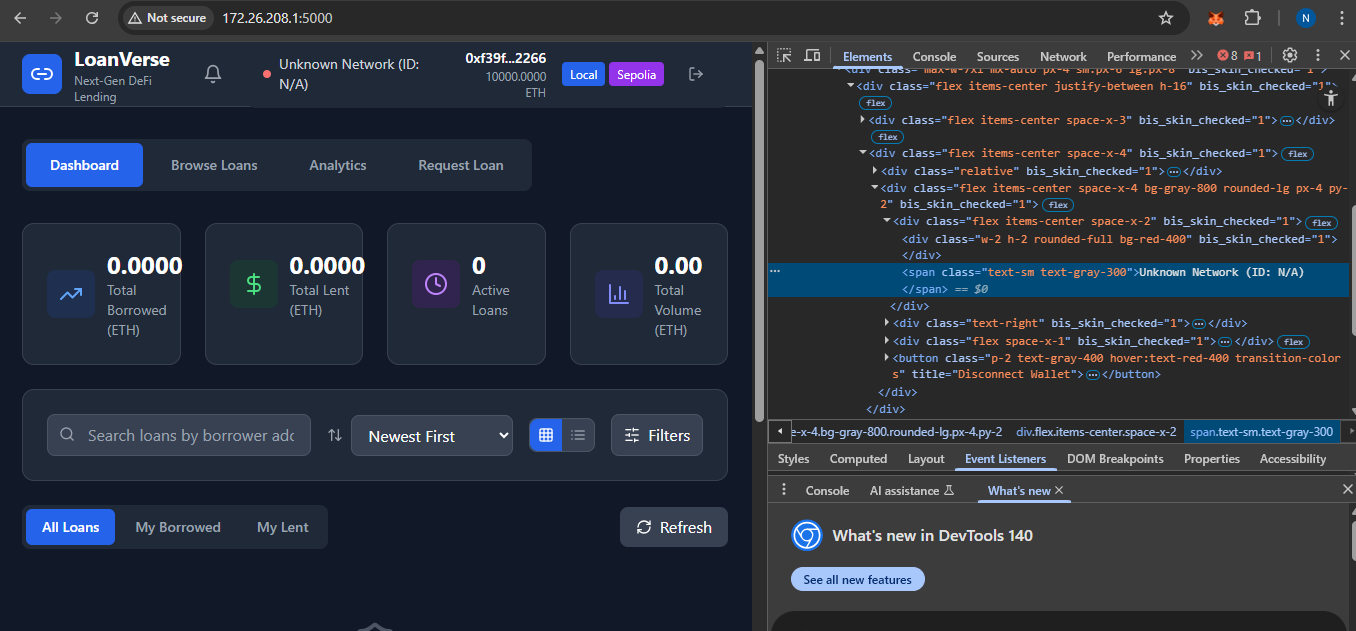 Not secure 172.26.208.1:5000
N
LoanVerse
Next-Gen DeFi
Lending
Unknown Network (ID:
N/A)
0xf39f...2266
10000.0000
ETH
Local
Sepolia
Dashboard
Browse Loans
Analytics
Request Loan
0.0000
Total
Borrowed
(ETH)
0.0000
Total Lent
(ETH)
0
Active
Loans
0.00
Total
Volume
(ETH)
Search loans by borrower adc
Newest First
Filters
All Loans
My Borrowed
My Lent
Refresh
Elements Console Sources Network Performance 8 1
<div class="max-w-7xl mx-auto px-4 sm:px-6 lg:px-8" bis_skin_checked="1">
<div class="flex items-center justify-between h-16" bis_skin_checked="1">
flex
<div class="flex items-center space-x-3" bis_skin_checked="1"> … </div>
flex
<div class="flex items-center space-x-4" bis_skin_checked="1"> flex
<div class="relative" bis_skin_checked="1"> … </div>
<div class="flex items-center space-x-4 bg-gray-800 rounded-lg px-4 py-
2" bis_skin_checked="1"> flex
<div class="flex items-center space-x-2" bis_skin_checked="1"> flex
<div class="w-2 h-2 rounded-full bg-red-400" bis_skin_checked="1">
</div>
… <span class="text-sm text-gray-300">Unknown Network (ID: N/A)
</span> == $0
</div>
<div class="text-right" bis_skin_checked="1"> … </div>
<div class="flex space-x-1" bis_skin_checked="1"> … </div> flex
<button class="p-2 text-gray-400 hover:text-red-400 transition-color
s" title="Disconnect Wallet"> … </button>
</div>
</div>
e-x-4.bg-gray-800.rounded-lg.px-4.py-2 div.flex.items-center.space-x-2 span.text-sm.text-gray-300
Styles Computed Layout Event Listeners DOM Breakpoints Properties Accessibility
Console AI assistance What's new
What's new in DevTools 140
See all new features